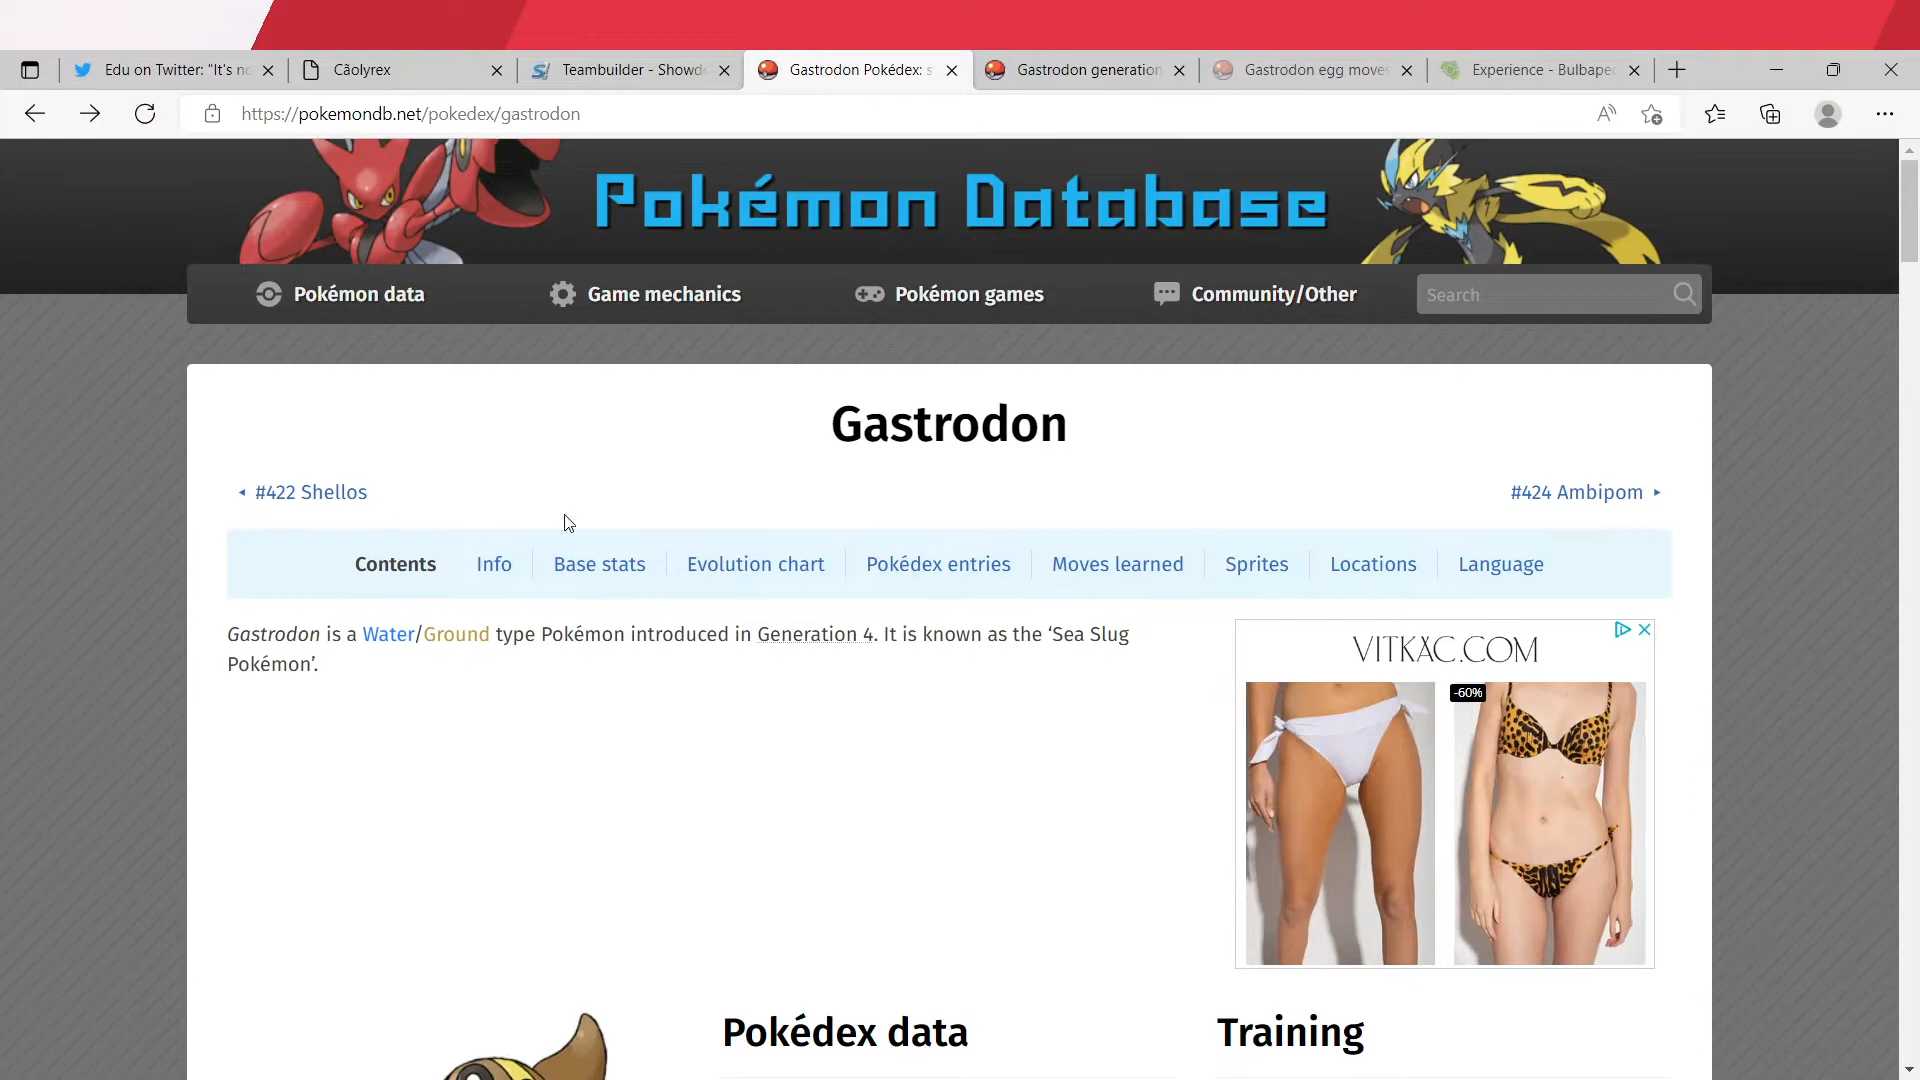 Edu on Twitter: "It's no
Cãolyrex
Teambuilder - Showd
Gastrodon Pokédex: s
Gastrodon generation
Gastrodon egg moves
Experience - Bulbape
https://pokemondb.net/pokedex/gastrodon
Pokémon Database
Pokémon data
Game mechanics
Pokémon games
Community/Other
Search
Gastrodon
#422 Shellos
#424 Ambipom
Contents
Info
Base stats
Evolution chart
Pokédex entries
Moves learned
Sprites
Locations
Language
Gastrodon is a Water/Ground type Pokémon introduced in Generation 4. It is known as the ‘Sea Slug
Pokémon’.
VITKAC.COM
-60%
Pokédex data
Training